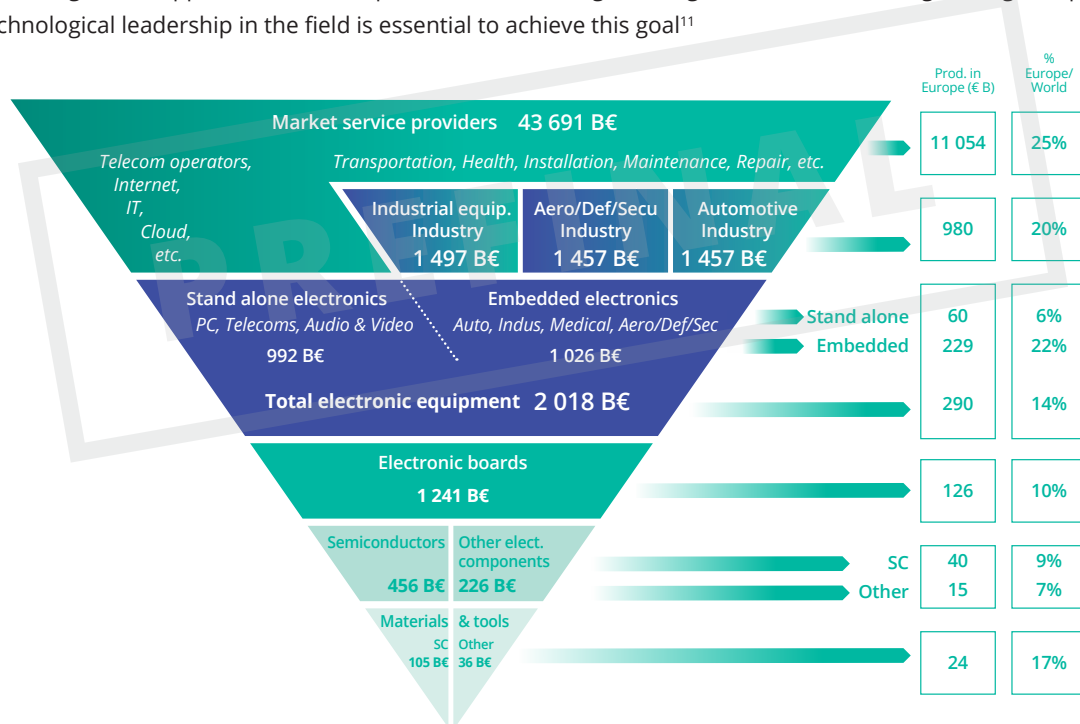 chnological leadership in the field is essential to achieve this goal11
Prod. in
Europe (€ B)
%
Europe/
World
Market service providers 43 691 B€
Telecom operators,
Internet,
IT,
Cloud,
etc.
Transportation, Health, Installation, Maintenance, Repair, etc.
11 054
25%
Industrial equip.
Industry
1 497 B€
Aero/Def/Secu
Industry
1 457 B€
Automotive
Industry
1 457 B€
980
20%
Stand alone electronics
PC, Telecoms, Audio & Video
992 B€
Embedded electronics
Auto, Indus, Medical, Aero/Def/Sec
1 026 B€
Total electronic equipment 2 018 B€
Stand alone
60
6%
Embedded
229
22%
290
14%
Electronic boards
1 241 B€
126
10%
Semiconductors
456 B€
Other elect.
components
226 B€
SC
40
9%
Other
15
7%
Materials & tools
SC
105 B€
Other
36 B€
24
17%
PREFINAL